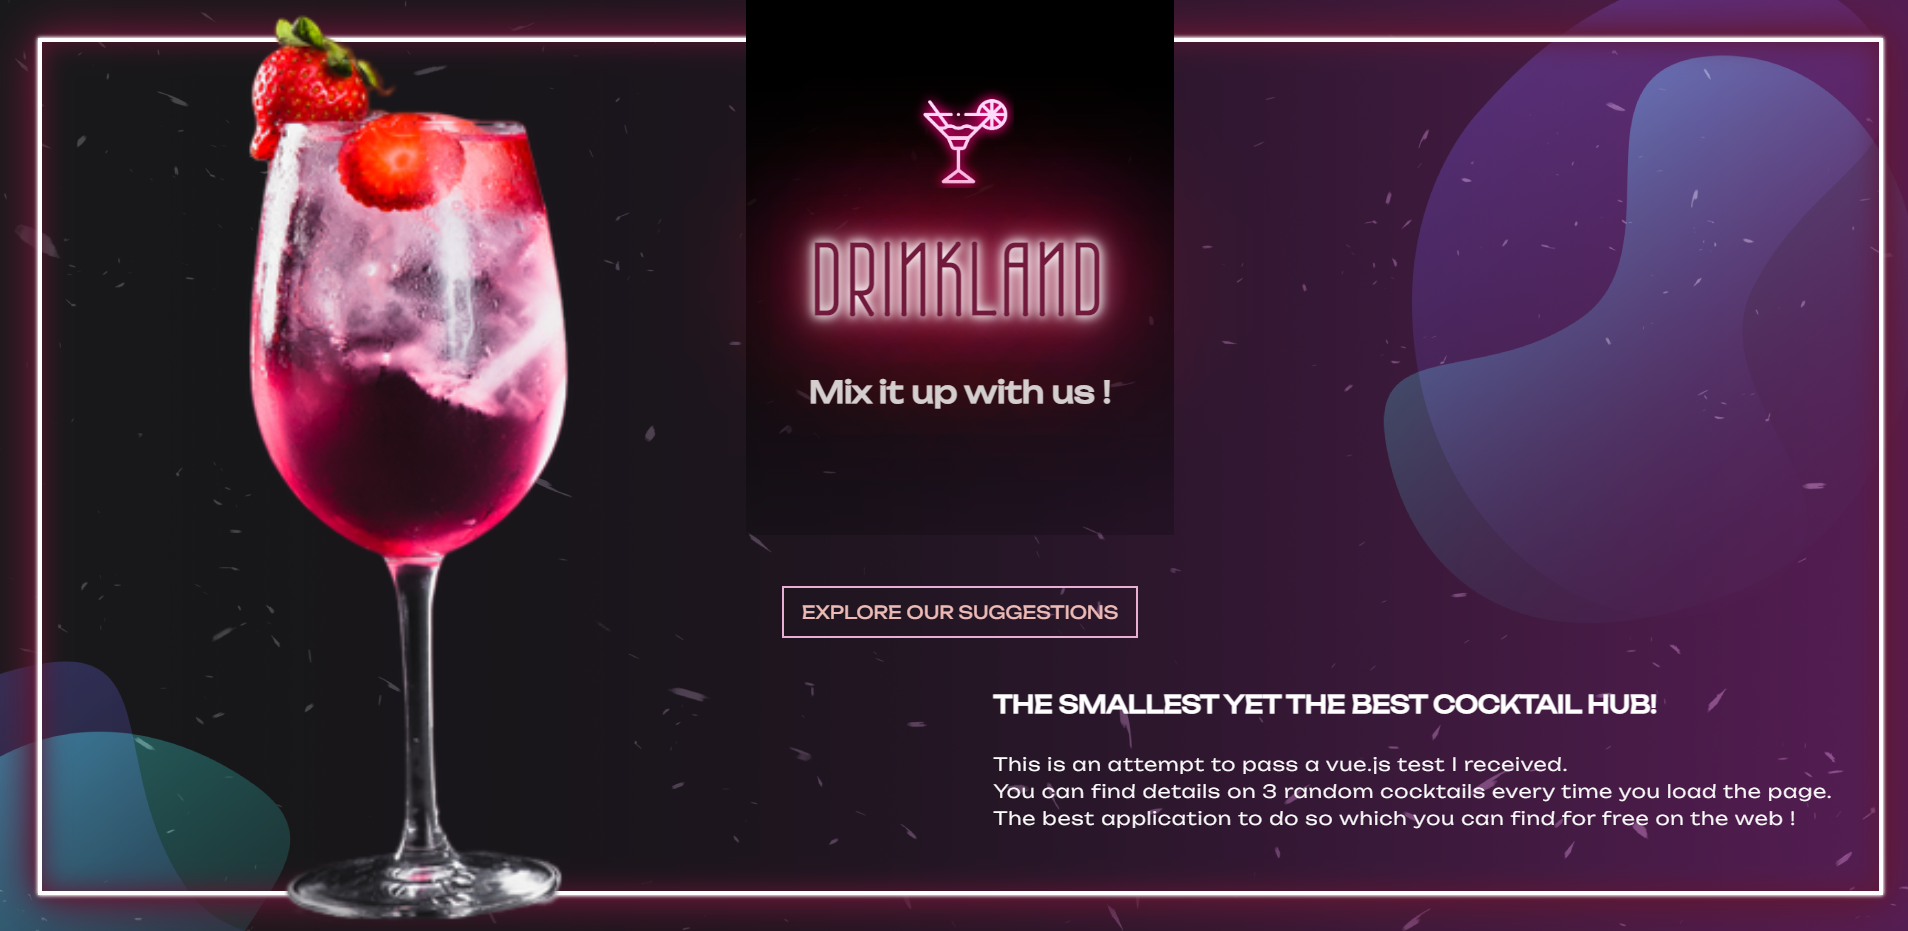 DRINKLAND
Mix it up with us !
EXPLORE OUR SUGGESTIONS
THE SMALLEST YET THE BEST COCKTAIL HUB!
This is an attempt to pass a vue.js test I received.
You can find details on 3 random cocktails every time you load the page.
The best application to do so which you can find for free on the web !